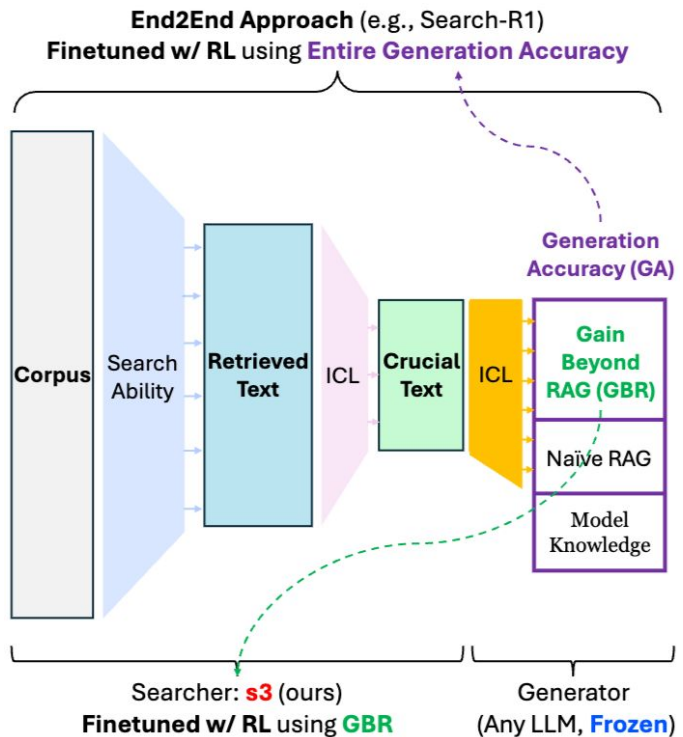 End2End Approach (e.g., Search-R1)
Finetuned w/ RL using Entire Generation Accuracy
Generation
Accuracy (GA)
Corpus
Search
Ability
Retrieved
Text
ICL
Crucial
Text
ICL
Gain
Beyond
RAG (GBR)
Naïve RAG
Model
Knowledge
Searcher: s3 (ours)
Finetuned w/ RL using GBR
Generator
(Any LLM, Frozen)